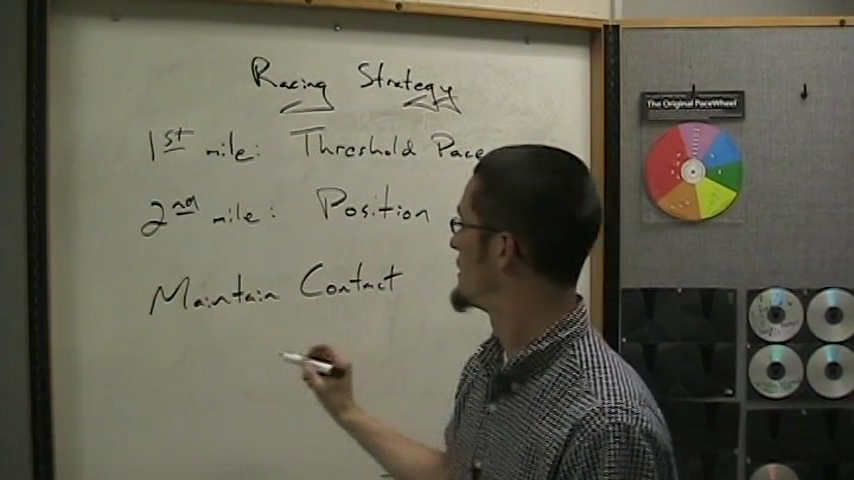 Racing Strategy
1st mile: Threshold Pace
2nd mile: Position
Maintain Contact
The Original PaceWheel